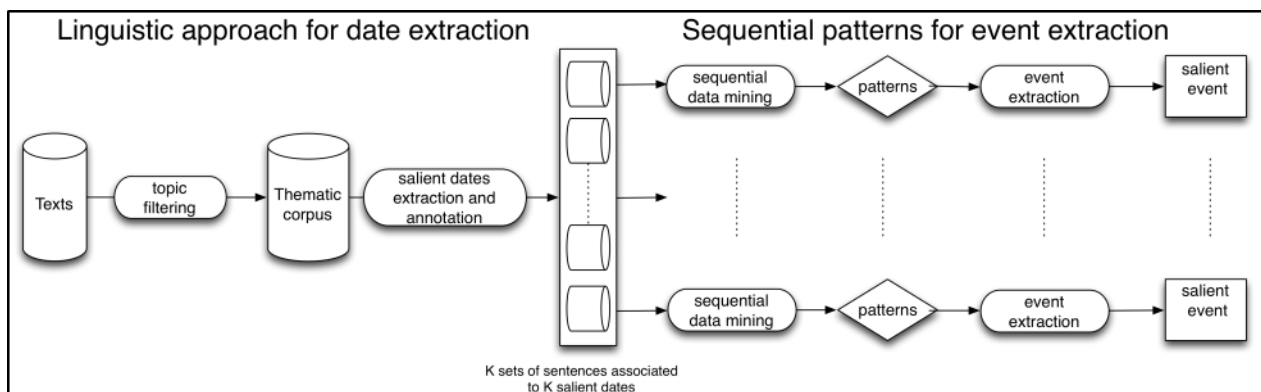 Linguistic approach for date extraction
Sequential patterns for event extraction
Texts
topic
filtering
Thematic
corpus
salient dates
extraction and
annotation
K sets of sentences associated
to K salient dates
sequential
data mining
patterns
event
extraction
salient
event
sequential
data mining
patterns
event
extraction
salient
event